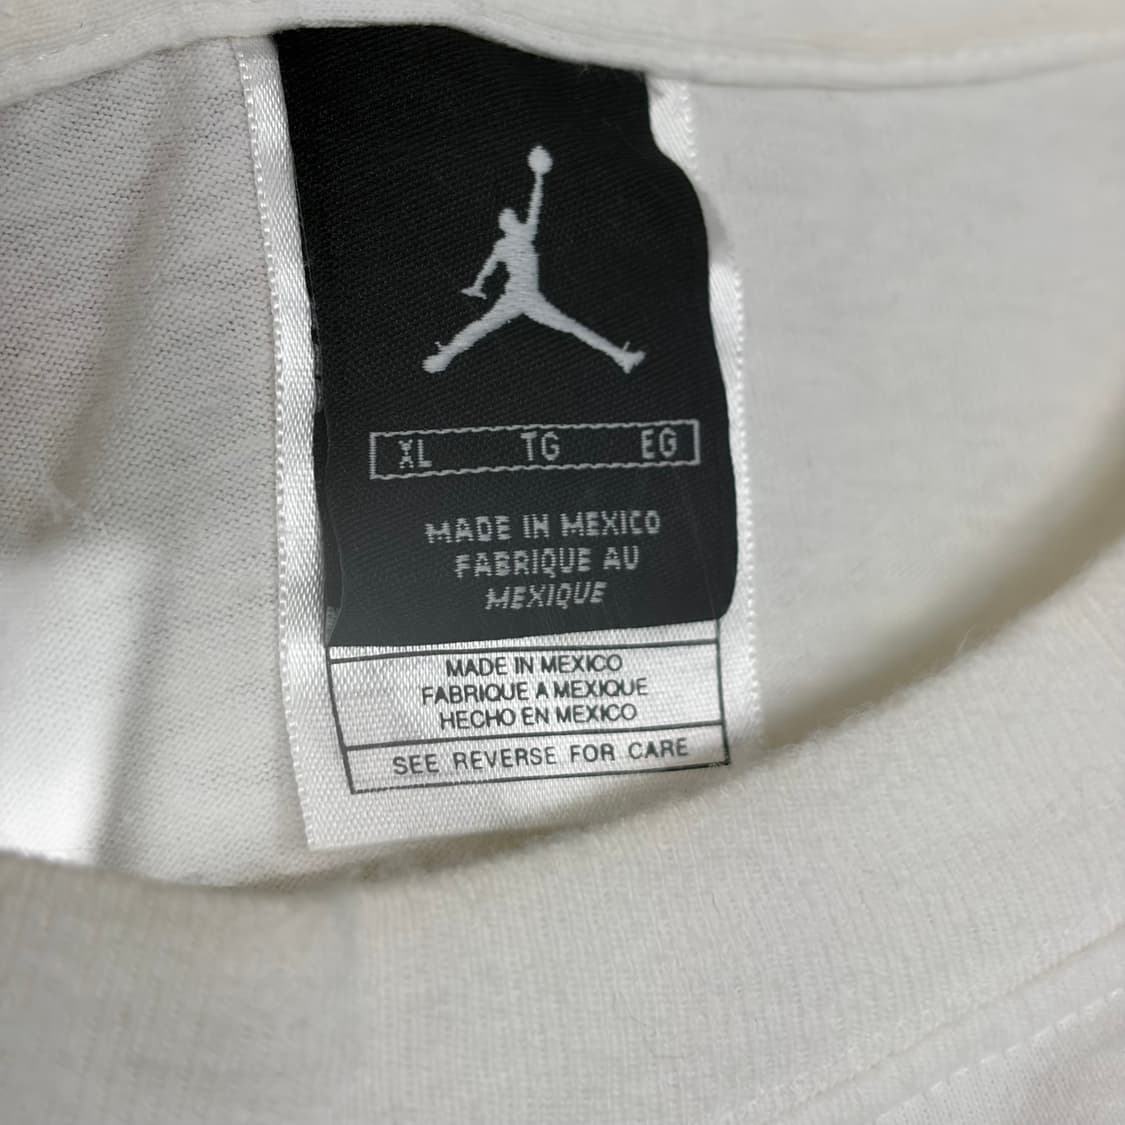 XL TG EG
MADE IN MEXICO
FABRIQUE AU
MEXIQUE
MADE IN MEXICO
FABRIQUE A MEXIQUE
HECHO EN MEXICO
SEE REVERSE FOR CARE